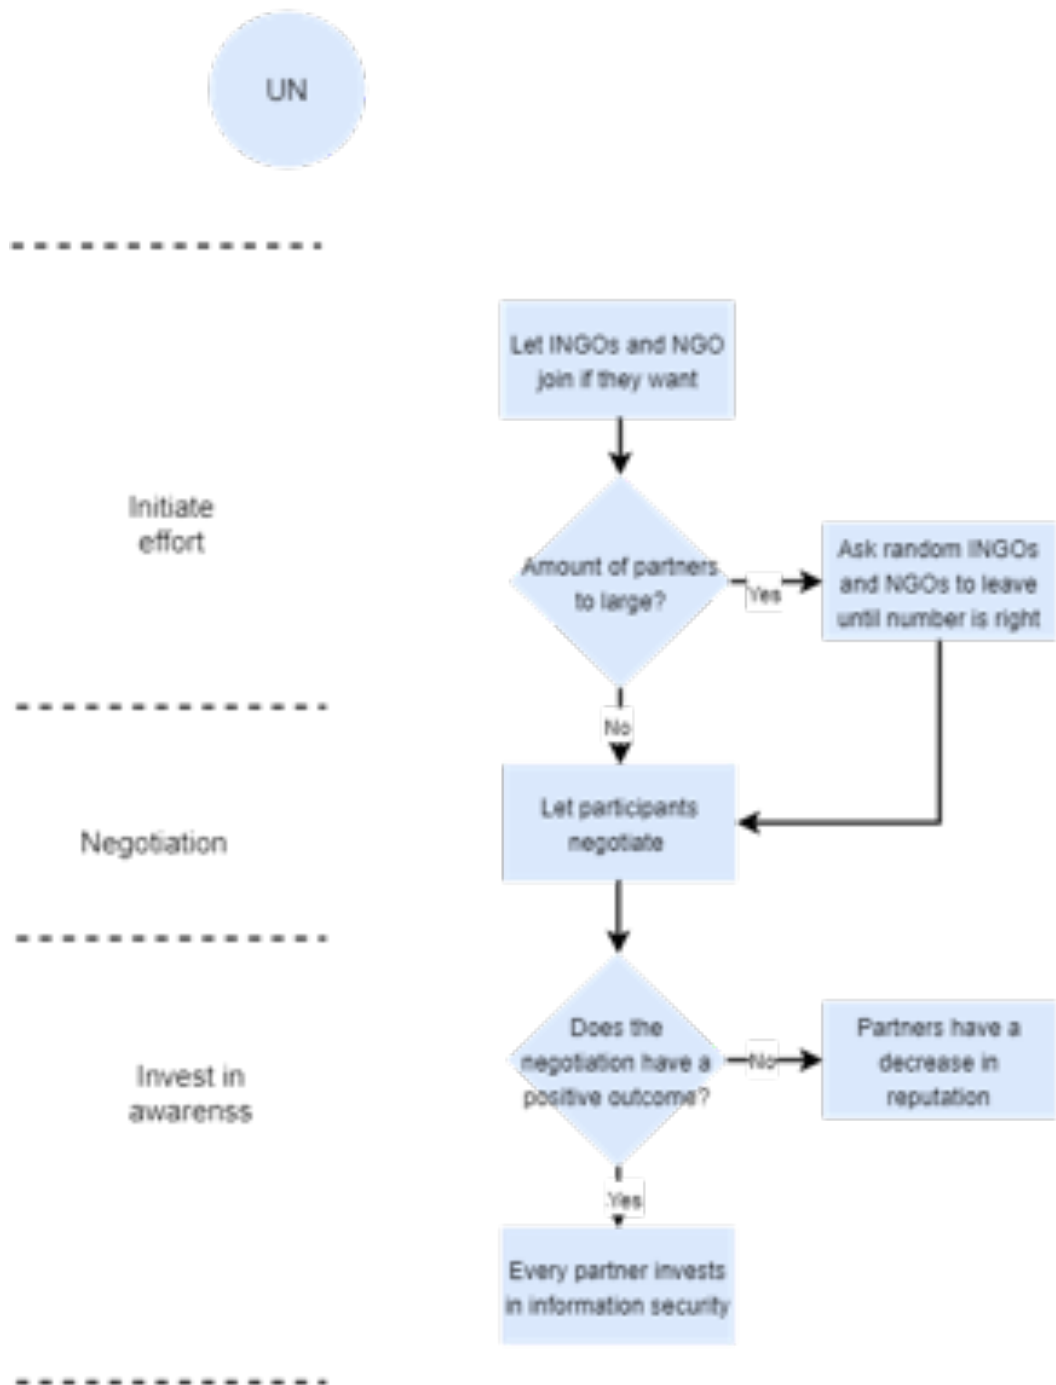 UN
Let INGOs and NGO
join if they want
Initiate
effort
Amount of partners
to large?
Yes
Ask random INGOs
and NGOs to leave
until number is right
No
Negotiation
Let participants
negotiate
Invest in
awarenss
Does the
negotiation have a
positive outcome?
No
Partners have a
decrease in
reputation
Yes
Every partner invests
in information security